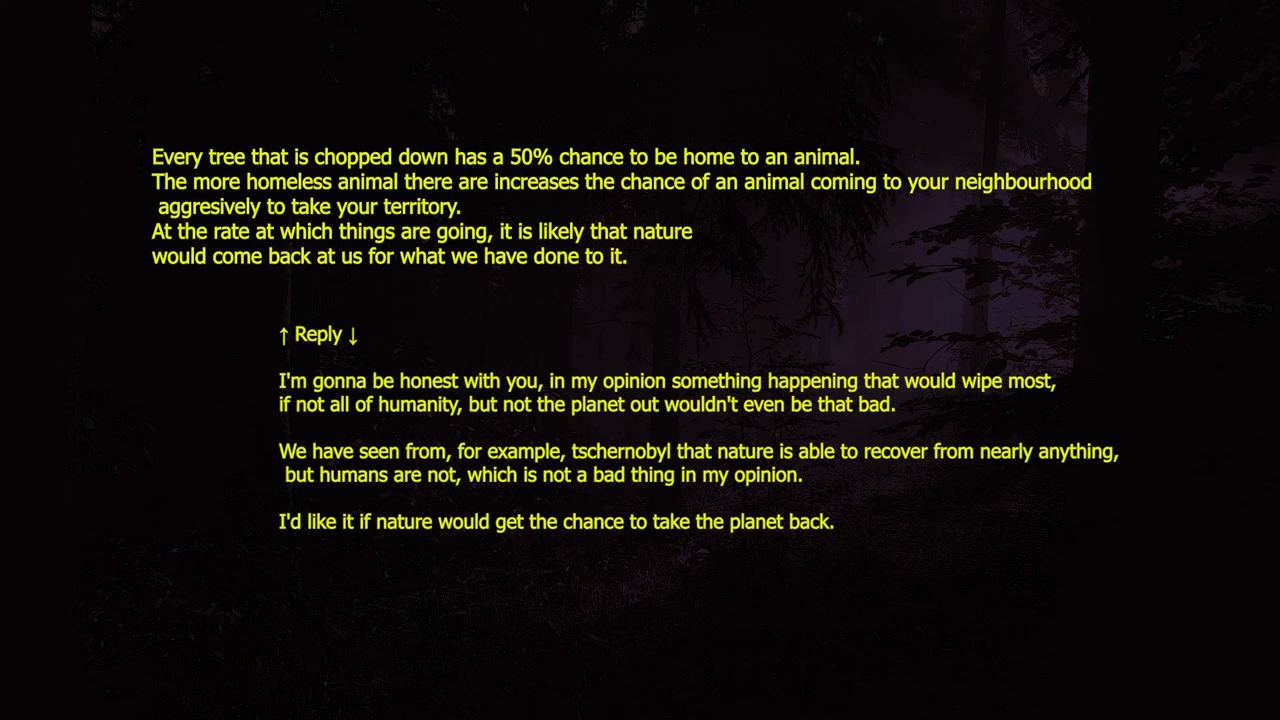 Every tree that is chopped down has a 50% chance to be home to an animal.
The more homeless animal there are increases the chance of an animal coming to your neighbourhood
aggresively to take your territory.
At the rate at which things are going, it is likely that nature
would come back at us for what we have done to it.
↑ Reply ↓
I'm gonna be honest with you, in my opinion something happening that would wipe most,
if not all of humanity, but not the planet out wouldn't even be that bad.
We have seen from, for example, tschernobyl that nature is able to recover from nearly anything,
but humans are not, which is not a bad thing in my opinion.
I'd like it if nature would get the chance to take the planet back.